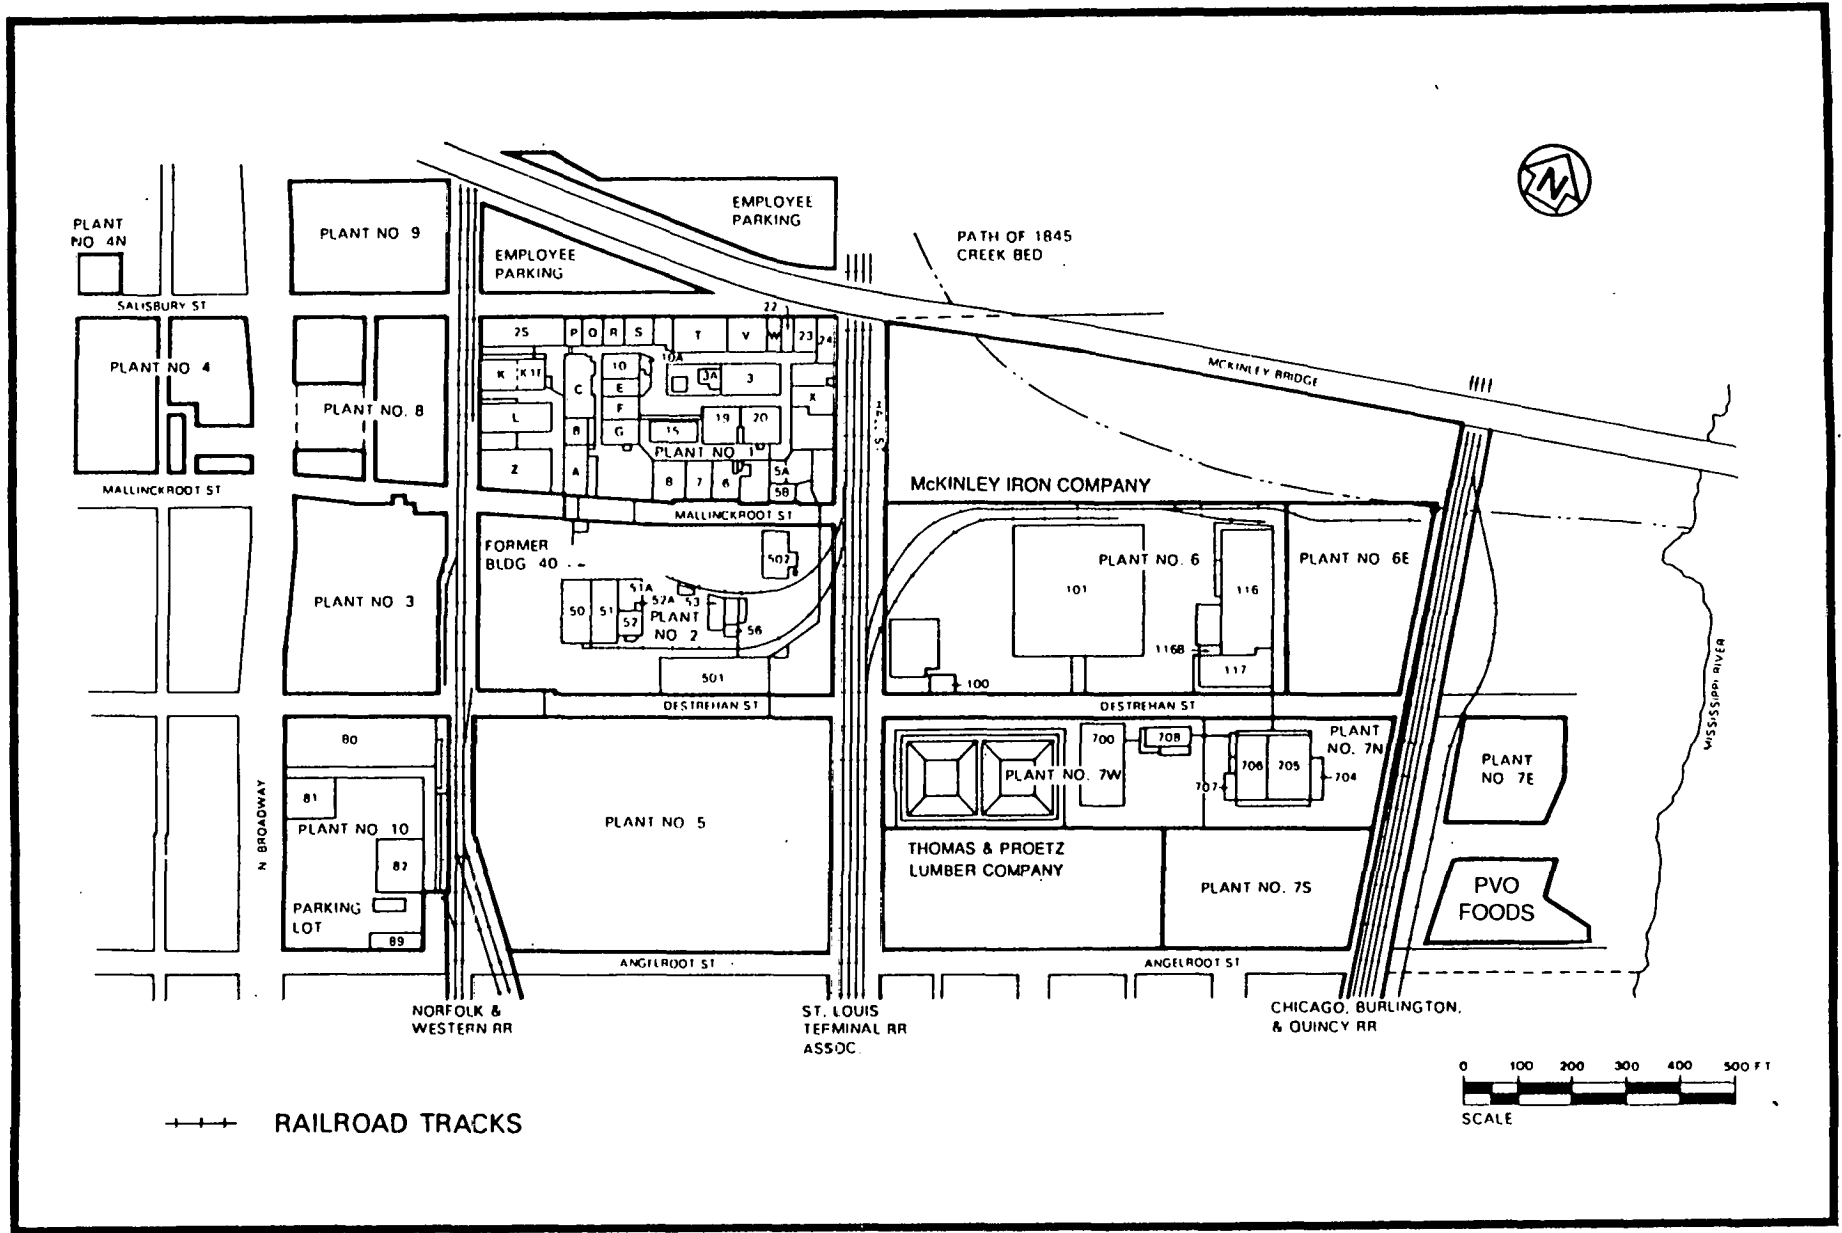 EMPLOYEE
PARKING
PLANT
NO 4N
PLANT NO 9
EMPLOYEE
PARKING
PATH OF 1845
CREEK BED
N
SALISBURY ST
22
25
P
O
R
S
T
V
W
23
24
PLANT NO 4
K
K1E
C
10
10A
E
3A
3
MCKINLEY BRIDGE
PLANT NO. 8
L
F
X
B
G
15
19
20
PLANT NO 1
Z
A
8
7
6
5A
5B
MALLINCKRODT ST
McKINLEY IRON COMPANY
MALLINCKRODT ST
FORMER
BLDG 40
502
PLANT NO. 6
PLANT NO 6E
50
51
51A
52A
53
52
PLANT
NO 2
56
101
116
PLANT NO 3
116B
117
501
100
MISSISSIPPI RIVER
DESTREHAN ST
DESTREHAN ST
80
700
708
PLANT
NO. 7N
PLANT
NO 7E
81
PLANT NO. 7W
706
705
704
707
N BROADWAY
PLANT NO 10
PLANT NO 5
82
THOMAS & PROETZ
LUMBER COMPANY
PLANT NO. 7S
PVO
FOODS
PARKING
LOT
89
ANGELRODT ST
ANGELRODT ST
NORFOLK &
WESTERN RR
ST. LOUIS
TERMINAL RR
ASSOC.
CHICAGO, BURLINGTON,
& QUINCY RR
0 100 200 300 400 500 FT
SCALE
RAILROAD TRACKS